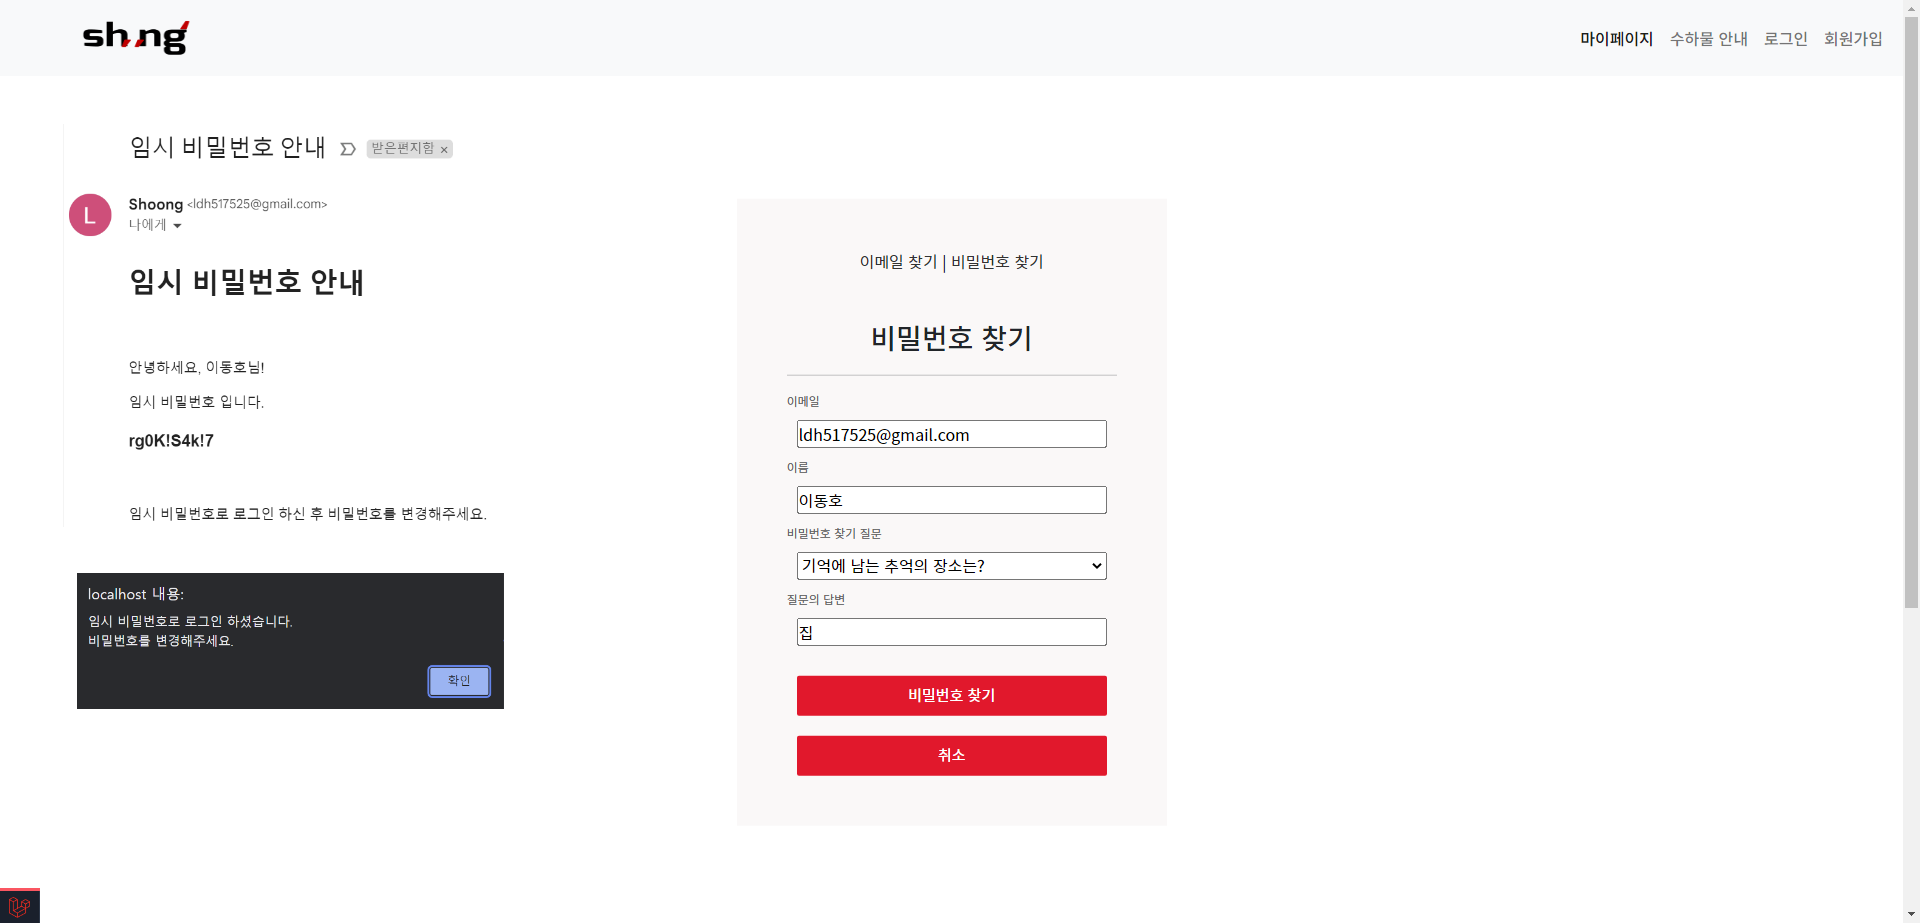 shoong
마이페이지 수하물 안내 로그인 회원가입
임시 비밀번호 안내 받은편지함 ×
L
Shoong <ldh517525@gmail.com>
나에게
임시 비밀번호 안내
안녕하세요, 이동호님!
임시 비밀번호 입니다.
rg0K!S4k!7
임시 비밀번호로 로그인 하신 후 비밀번호를 변경해주세요.
localhost 내용:
임시 비밀번호로 로그인 하셨습니다.
비밀번호를 변경해주세요.
확인
이메일 찾기 | 비밀번호 찾기
비밀번호 찾기
이메일
ldh517525@gmail.com
이름
이동호
비밀번호 찾기 질문
기억에 남는 추억의 장소는?
질문의 답변
집
비밀번호 찾기
취소